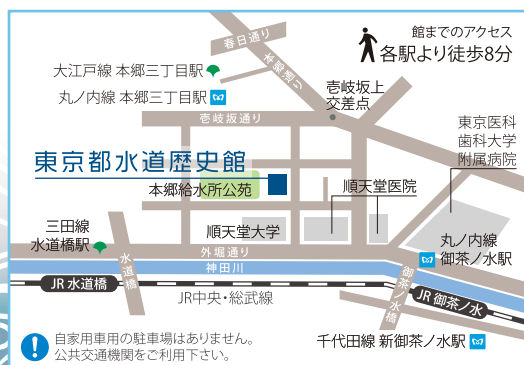 館までのアクセス
各駅より徒歩8分
春日通り
本郷通り
大江戸線 本郷三丁目駅
丸ノ内線 本郷三丁目駅
壱岐坂上
交差点
壱岐坂通り
東京医科
歯科大学
附属病院
東京都水道歴史館
本郷給水所公苑
順天堂医院
三田線
水道橋駅
順天堂大学
丸ノ内線
御茶ノ水駅
外堀通り
神田川
水道橋
御茶ノ水橋
JR 水道橋
JR中央・総武線
JR 御茶ノ水
自家用車用の駐車場はありません。
公共交通機関をご利用下さい。
千代田線 新御茶ノ水駅